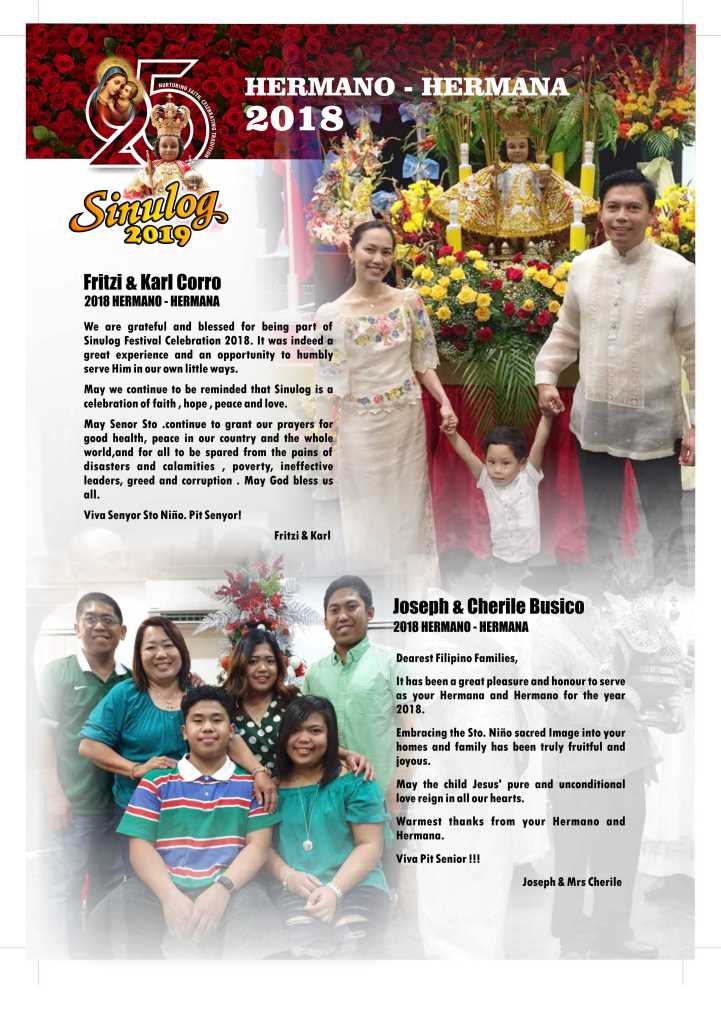 NURTURING FAITH, CELEBRATING TRADITION
25
HERMANO - HERMANA
2018
Sinulog
2019
Fritzi & Karl Corro
2018 HERMANO - HERMANA
We are grateful and blessed for being part of
Sinulog Festival Celebration 2018. It was indeed a
great experience and an opportunity to humbly
serve Him in our own little ways.
May we continue to be reminded that Sinulog is a
celebration of faith , hope , peace and love.
May Senor Sto .continue to grant our prayers for
good health, peace in our country and the whole
world,and for all to be spared from the pains of
disasters and calamities , poverty, ineffective
leaders, greed and corruption . May God bless us
all.
Viva Senyor Sto Niño. Pit Senyor!
Fritzi & Karl
Joseph & Cherile Busico
2018 HERMANO - HERMANA
Dearest Filipino Families,
It has been a great pleasure and honour to serve
as your Hermana and Hermano for the year
2018.
Embracing the Sto. Niño sacred Image into your
homes and family has been truly fruitful and
joyous.
May the child Jesus' pure and unconditional
love reign in all our hearts.
Warmest thanks from your Hermano and
Hermana.
Viva Pit Senior !!!
Joseph & Mrs Cherile